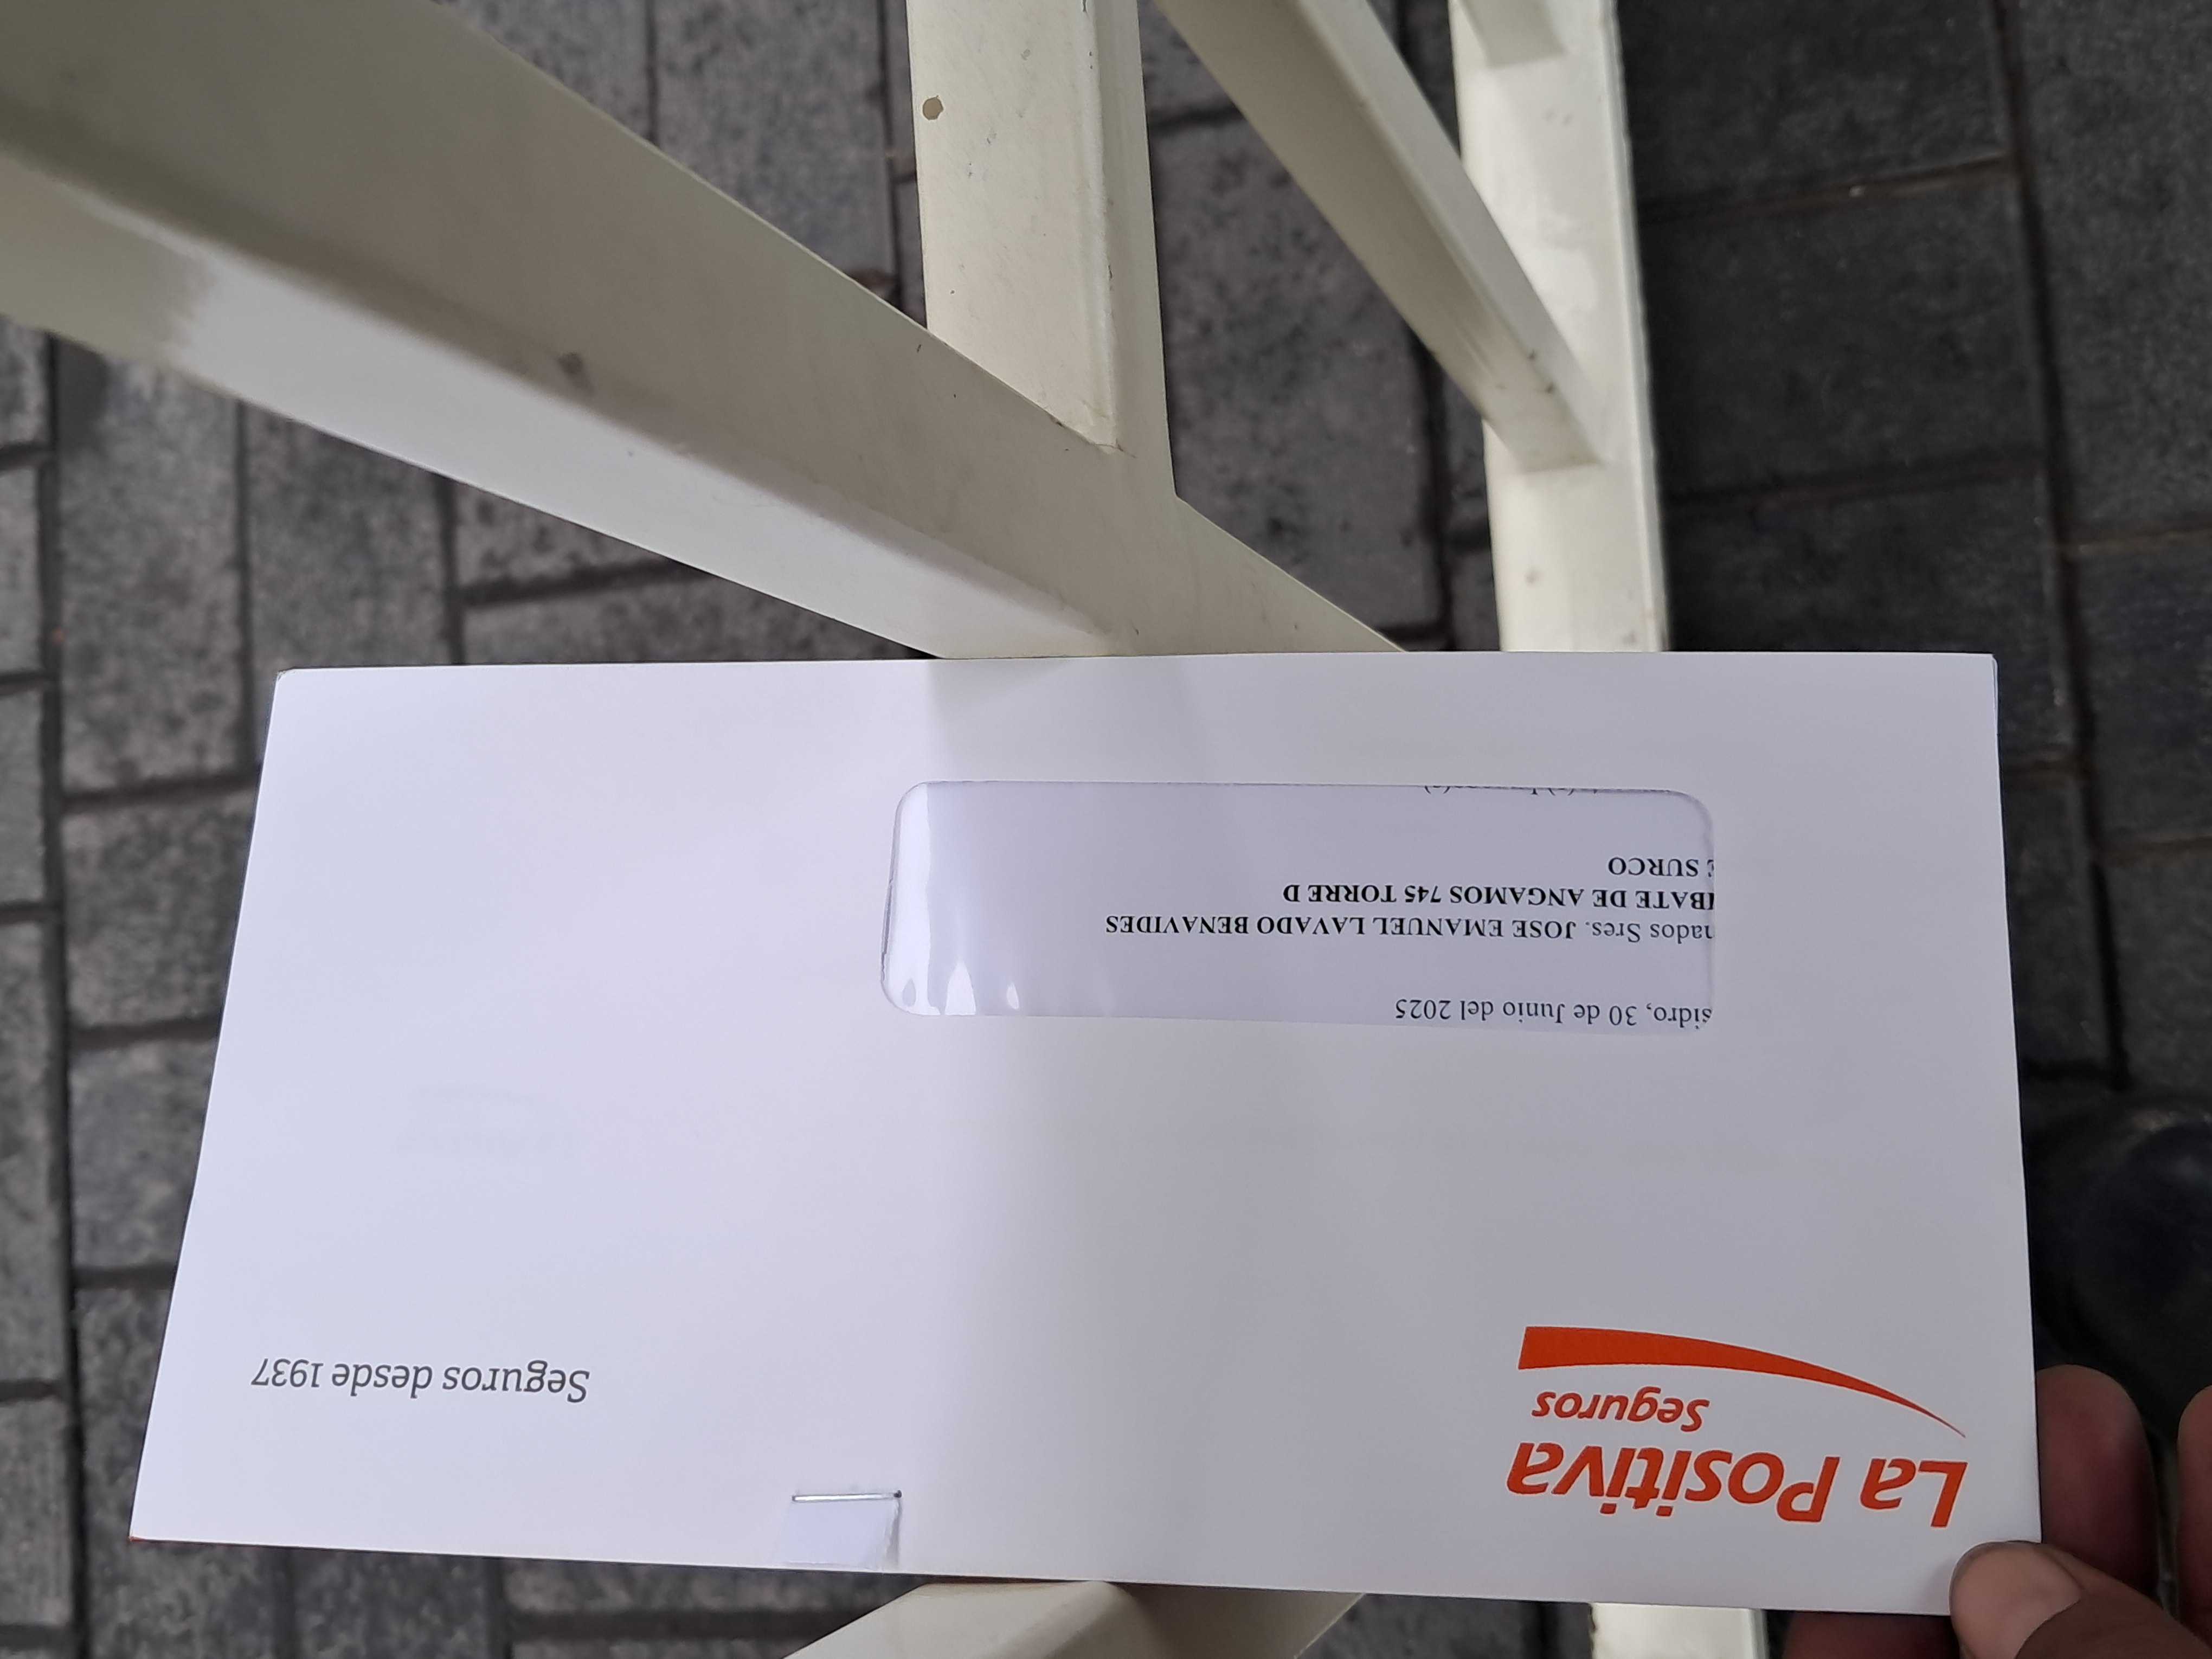 La Positiva
Seguros
Seguros desde 1937
sidro, 30 de Junio del 2025
nados Sres. JOSE EMANUEL LAVADO BENAVIDES
IBATE DE ANGAMOS 745 TORRE D
E SURCO